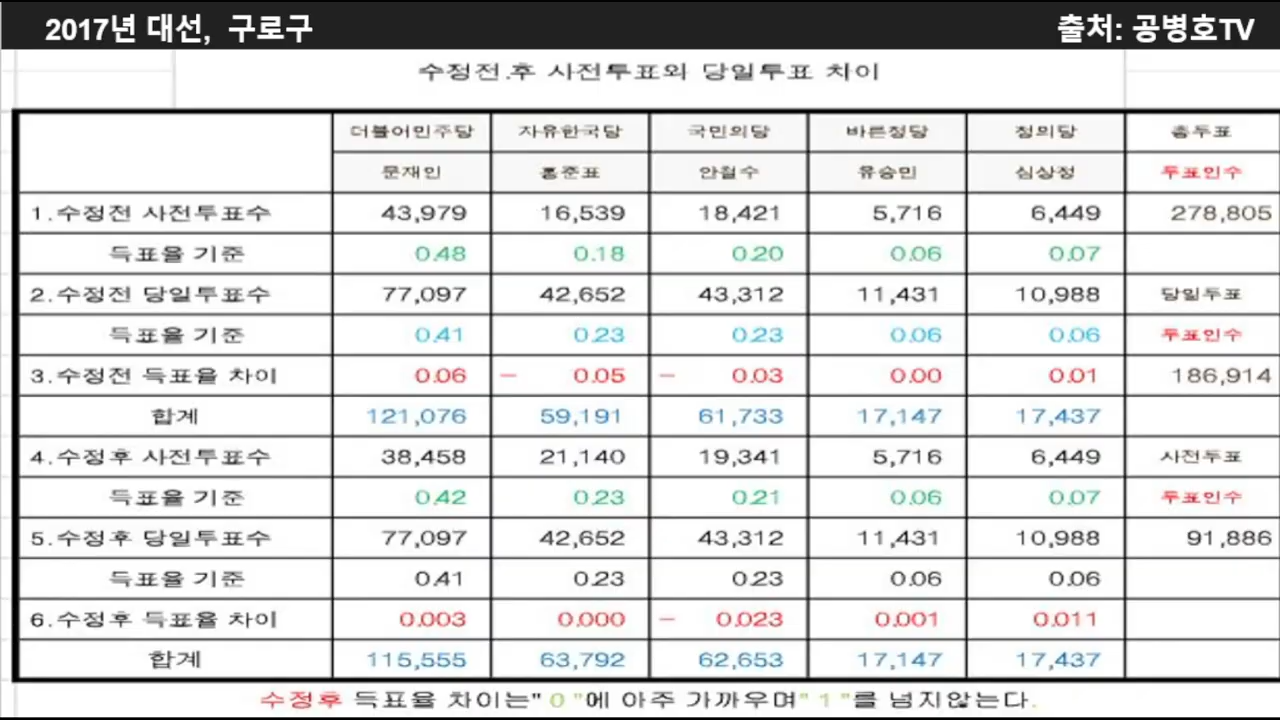 2017년 대선, 구로구 출처: 공병호TV
수정전.후 사전투표와 당일투표 차이
더불어민주당 자유한국당 국민의당 바른정당 정의당 총투표
문재인 홍준표 안철수 유승민 심상정 투표인수
1.수정전 사전투표수 43,979 16,539 18,421 5,716 6,449 278,805
득표율 기준 0.48 0.18 0.20 0.06 0.07
2.수정전 당일투표수 77,097 42,652 43,312 11,431 10,988 당일투표
득표율 기준 0.41 0.23 0.23 0.06 0.06 투표인수
3.수정전 득표율 차이 0.06 - 0.05 - 0.03 0.00 0.01 186,914
합계 121,076 59,191 61,733 17,147 17,437
4.수정후 사전투표수 38,458 21,140 19,341 5,716 6,449 사전투표
득표율 기준 0.42 0.23 0.21 0.06 0.07 투표인수
5.수정후 당일투표수 77,097 42,652 43,312 11,431 10,988 91,886
득표율 기준 0.41 0.23 0.23 0.06 0.06
6.수정후 득표율 차이 0.003 0.000 - 0.023 0.001 0.011
합계 115,555 63,792 62,653 17,147 17,437
수정후 득표율 차이는" 0 "에 아주 가까우며" 1 "를 넘지않는다.